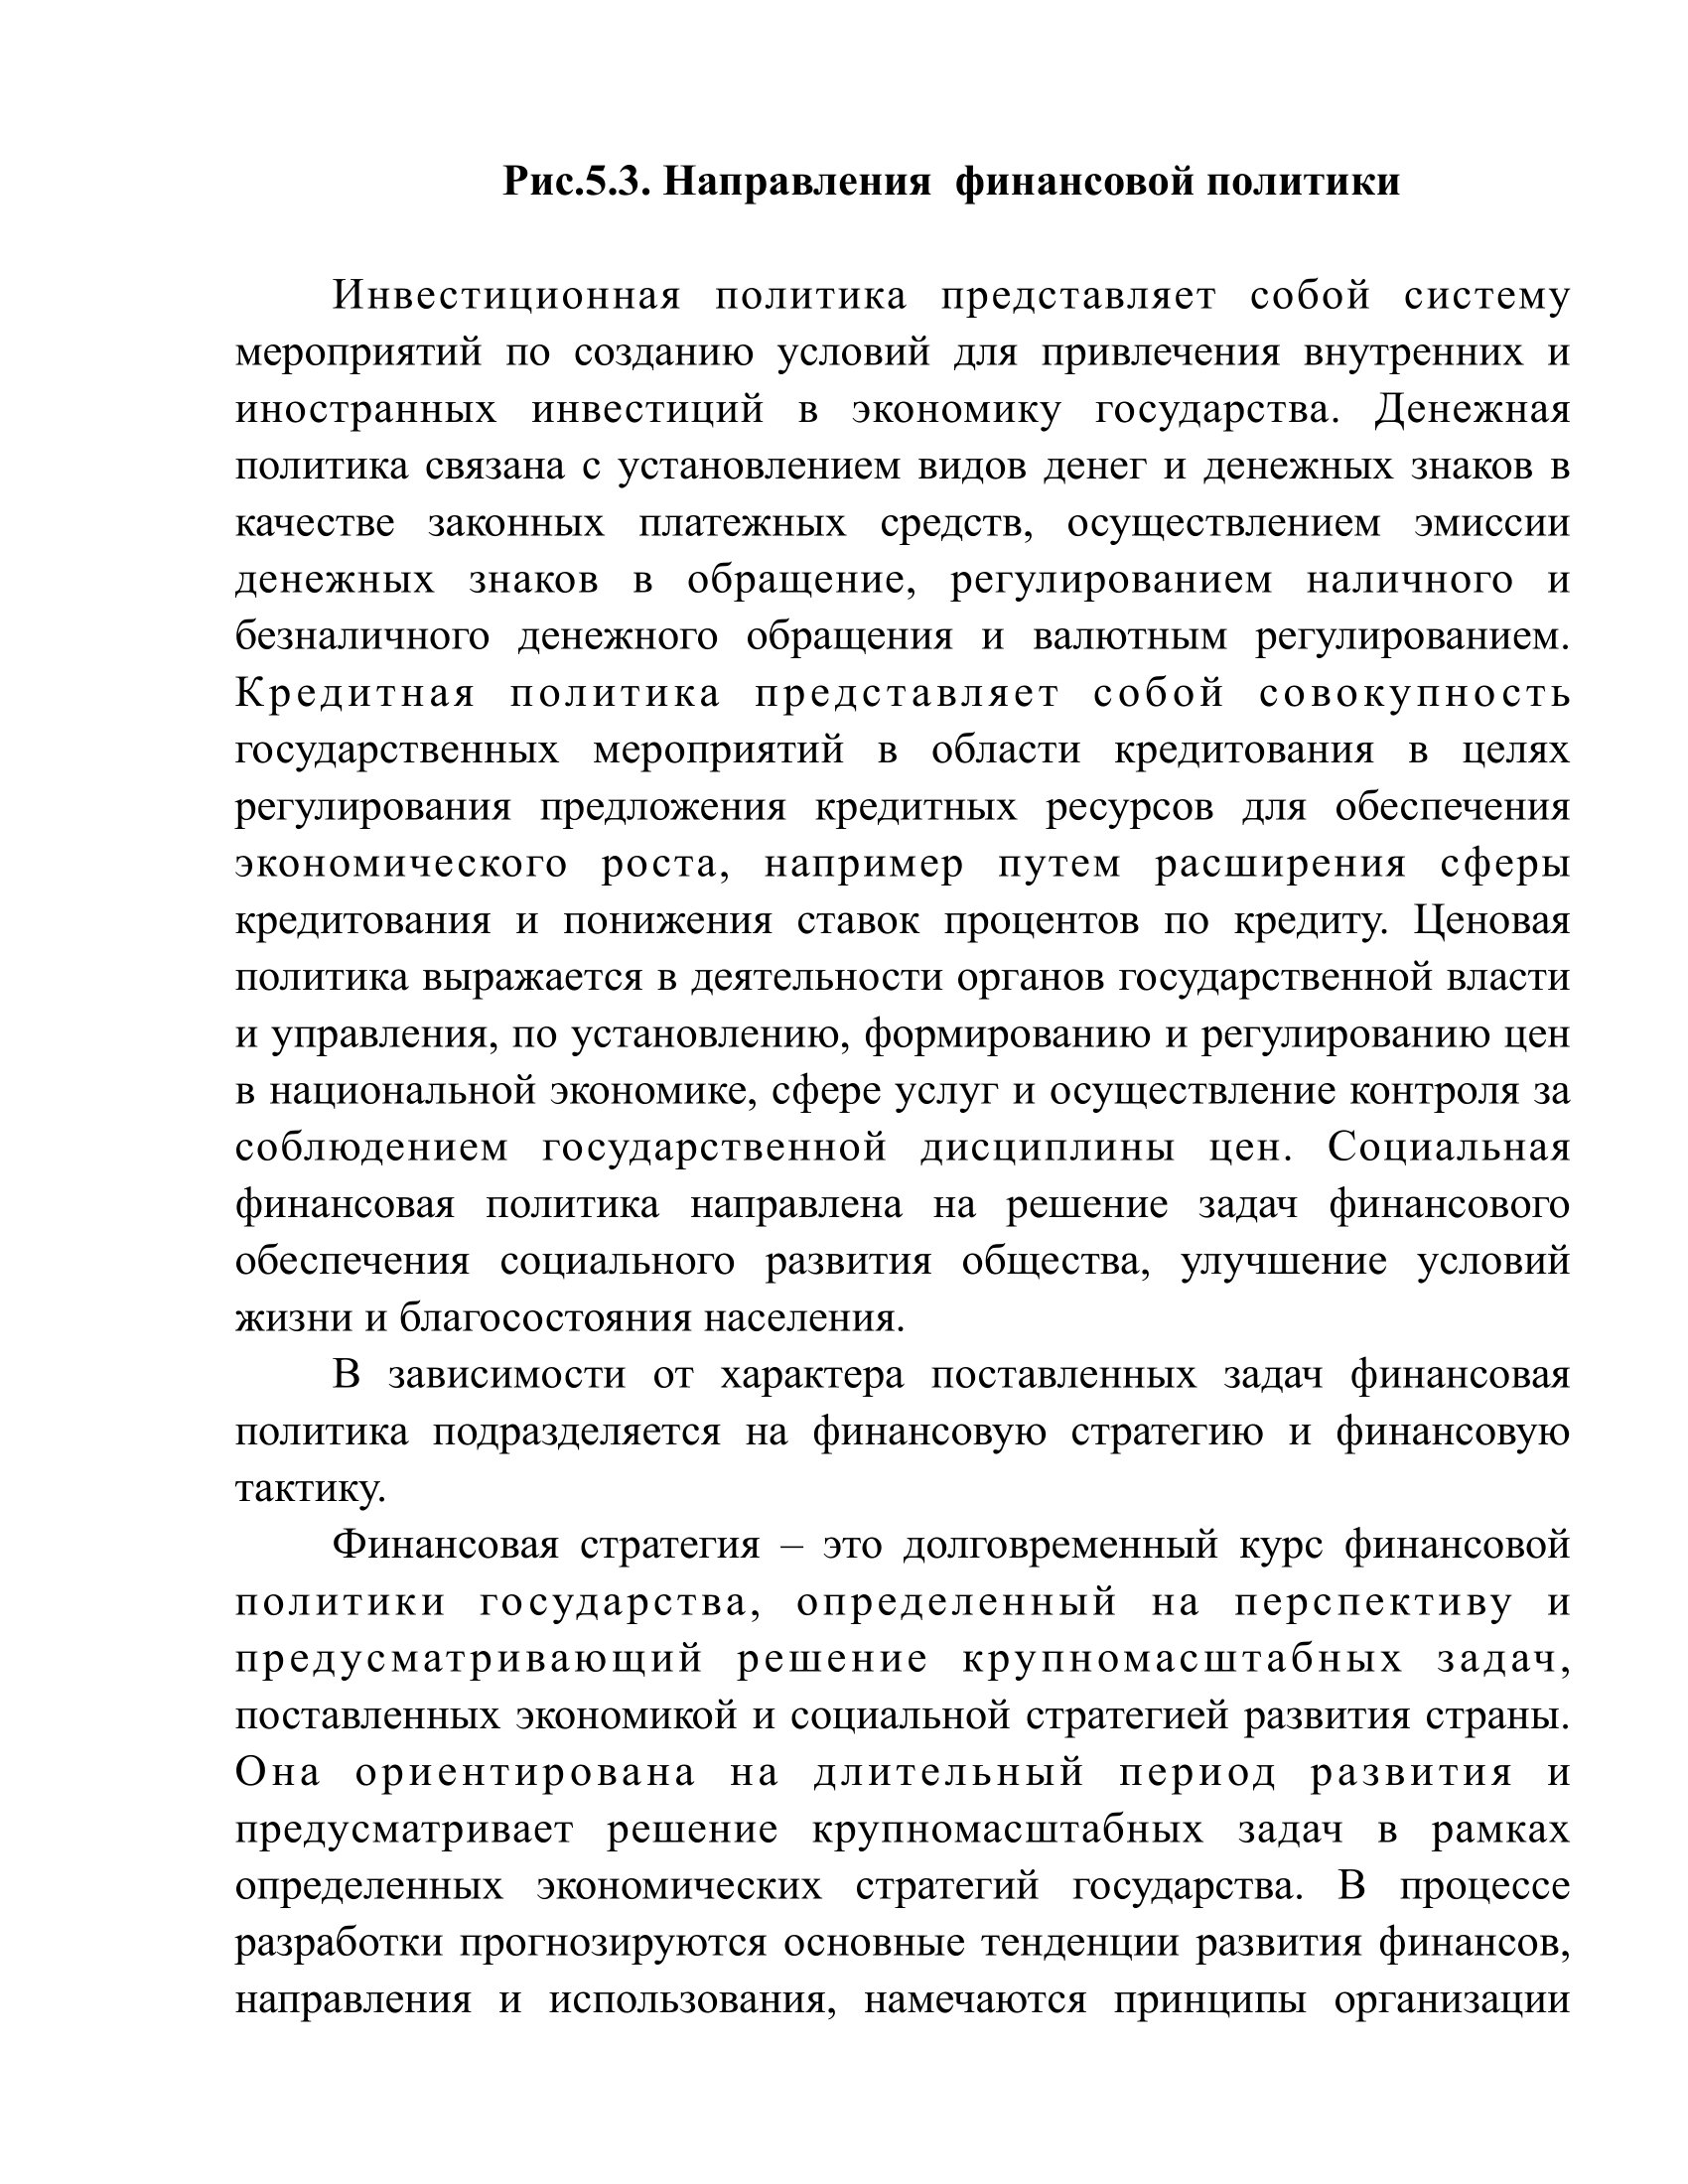 Рис.5.3. Направления  финансовой политики
Инвестиционная политика представляет собой систему
мероприятий по созданию условий для привлечения внутренних и
иностранных инвестиций в экономику государства. Денежная
политика связана с установлением видов денег и денежных знаков в
качестве законных платежных средств, осуществлением эмиссии
денежных знаков в обращение, регулированием наличного и
безналичного денежного обращения и валютным регулированием.
Кредитная политика представляет собой совокупность
государственных мероприятий в области кредитования в целях
регулирования предложения кредитных ресурсов для обеспечения
экономического роста, например путем расширения сферы
кредитования и понижения ставок процентов по кредиту. Ценовая
политика выражается в деятельности органов государственной власти
и управления, по установлению, формированию и регулированию цен
в национальной экономике, сфере услуг и осуществление контроля за
соблюдением государственной дисциплины цен. Социальная
финансовая политика направлена на решение задач финансового
обеспечения социального развития общества, улучшение условий
жизни и благосостояния населения.
В зависимости от характера поставленных задач финансовая
политика подразделяется на финансовую стратегию и финансовую
тактику.
Финансовая стратегия – это долговременный курс финансовой
политики государства, определенный на перспективу и
предусматривающий решение крупномасштабных задач,
поставленных экономикой и социальной стратегией развития страны.
Она ориентирована на длительный период развития и
предусматривает решение крупномасштабных задач в рамках
определенных экономических стратегий государства. В процессе
разработки прогнозируются основные тенденции развития финансов,
направления и использования, намечаются принципы организации